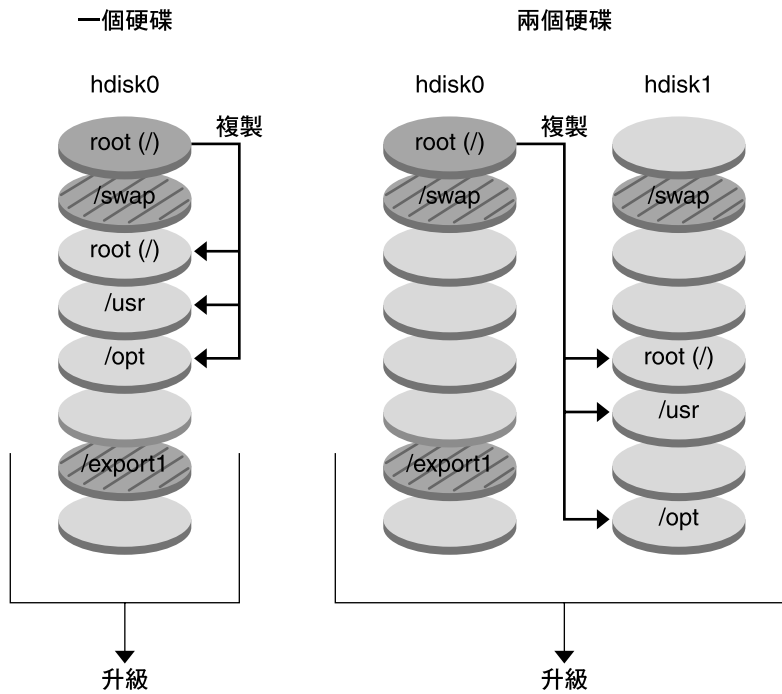 一個硬碟
hdisk0
複製
root (/)
/swap
root (/)
/usr
/opt
/export1
升級
兩個硬碟
hdisk0
hdisk1
複製
root (/)
/swap
/export1
/swap
root (/)
/usr
/opt
升級